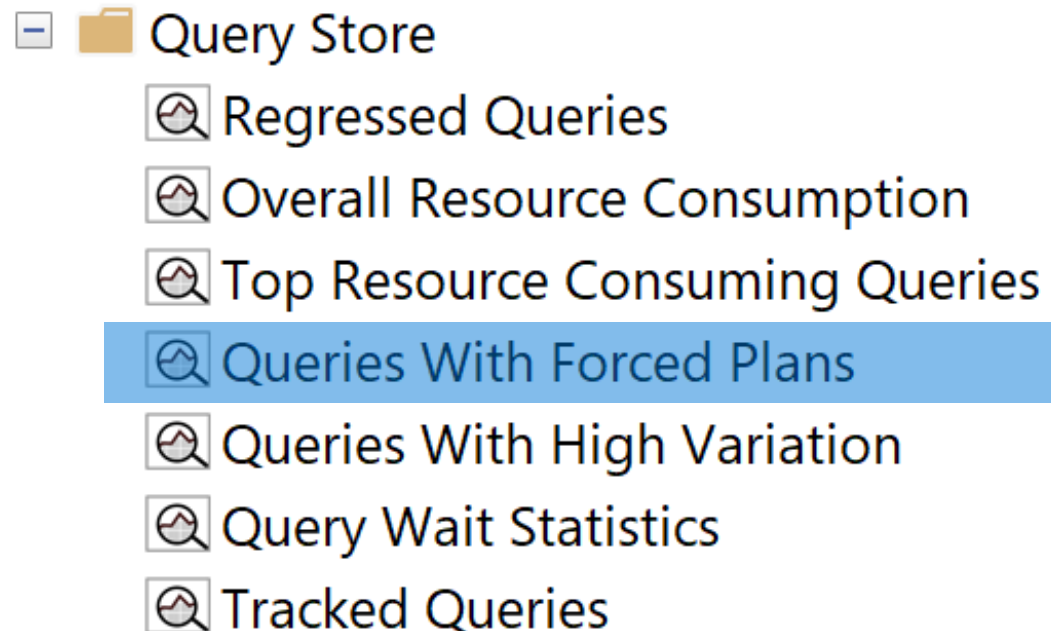 Query Store
Regressed Queries
Overall Resource Consumption
Top Resource Consuming Queries
Queries With Forced Plans
Queries With High Variation
Query Wait Statistics
Tracked Queries